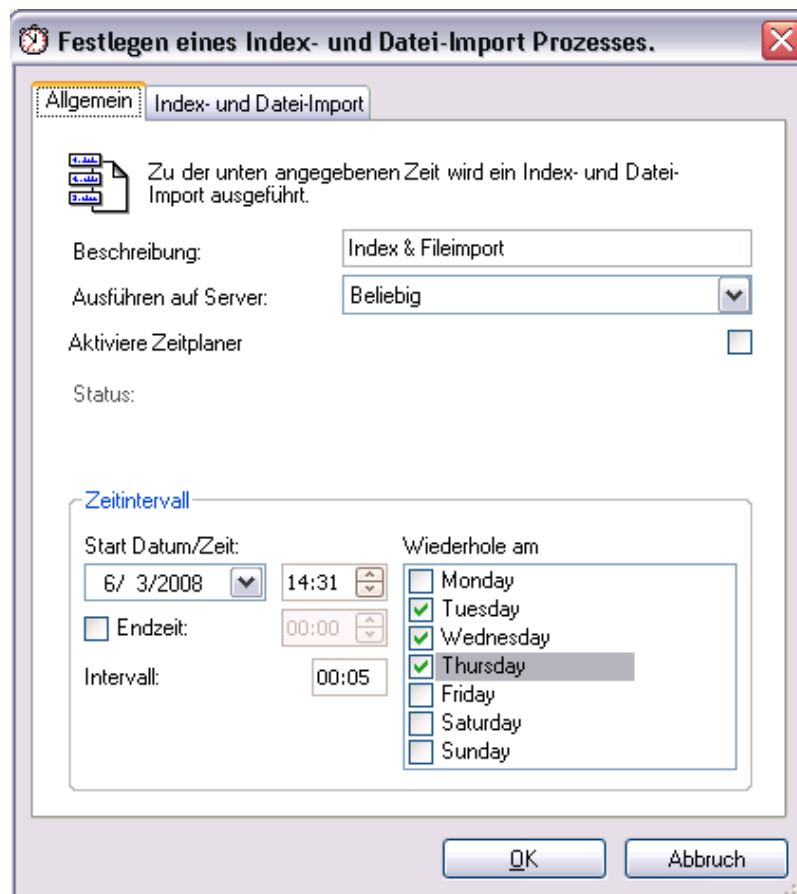 Festlegen eines Index- und Datei-Import Prozesses.
Allgemein
Index- und Datei-Import
Zu der unten angegebenen Zeit wird ein Index- und Datei-
Import ausgeführt.
Beschreibung:
Index & Fileimport
Ausführen auf Server:
Beliebig
Aktiviere Zeitplaner
Status:
Zeitintervall
Start Datum/Zeit:
6/ 3/2008
14:31
Endzeit:
00:00
Intervall:
00:05
Wiederhole am
Monday
Tuesday
Wednesday
Thursday
Friday
Saturday
Sunday
OK
Abbruch